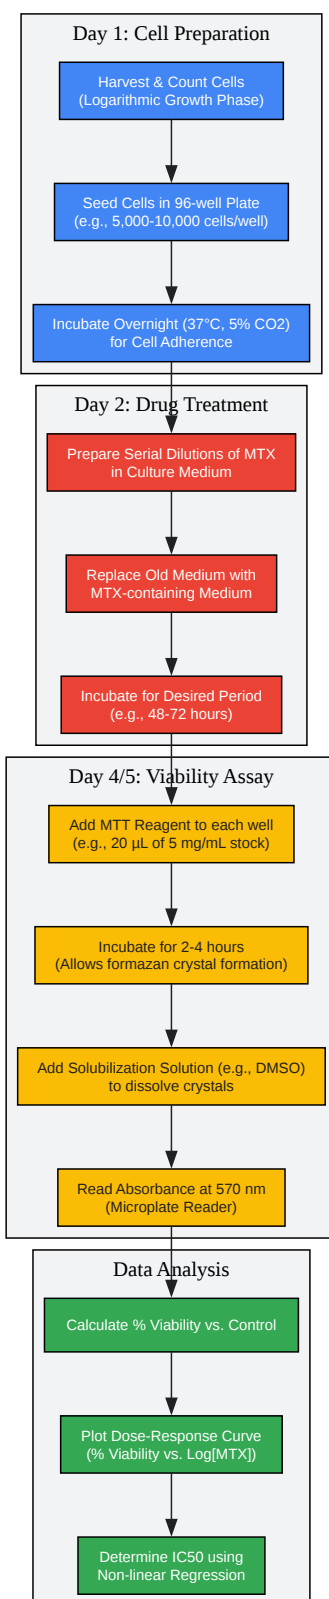 Day 1: Cell Preparation
Harvest & Count Cells
(Logarithmic Growth Phase)
Seed Cells in 96-well Plate
(e.g., 5,000-10,000 cells/well)
Incubate Overnight (37°C, 5% CO2)
for Cell Adherence
Day 2: Drug Treatment
Prepare Serial Dilutions of MTX
in Culture Medium
Replace Old Medium with
MTX-containing Medium
Incubate for Desired Period
(e.g., 48-72 hours)
Day 4/5: Viability Assay
Add MTT Reagent to each well
(e.g., 20 µL of 5 mg/mL stock)
Incubate for 2-4 hours
(Allows formazan crystal formation)
Add Solubilization Solution (e.g., DMSO)
to dissolve crystals
Read Absorbance at 570 nm
(Microplate Reader)
Data Analysis
Calculate % Viability vs. Control
Plot Dose-Response Curve
(% Viability vs. Log[MTX])
Determine IC50 using
Non-linear Regression